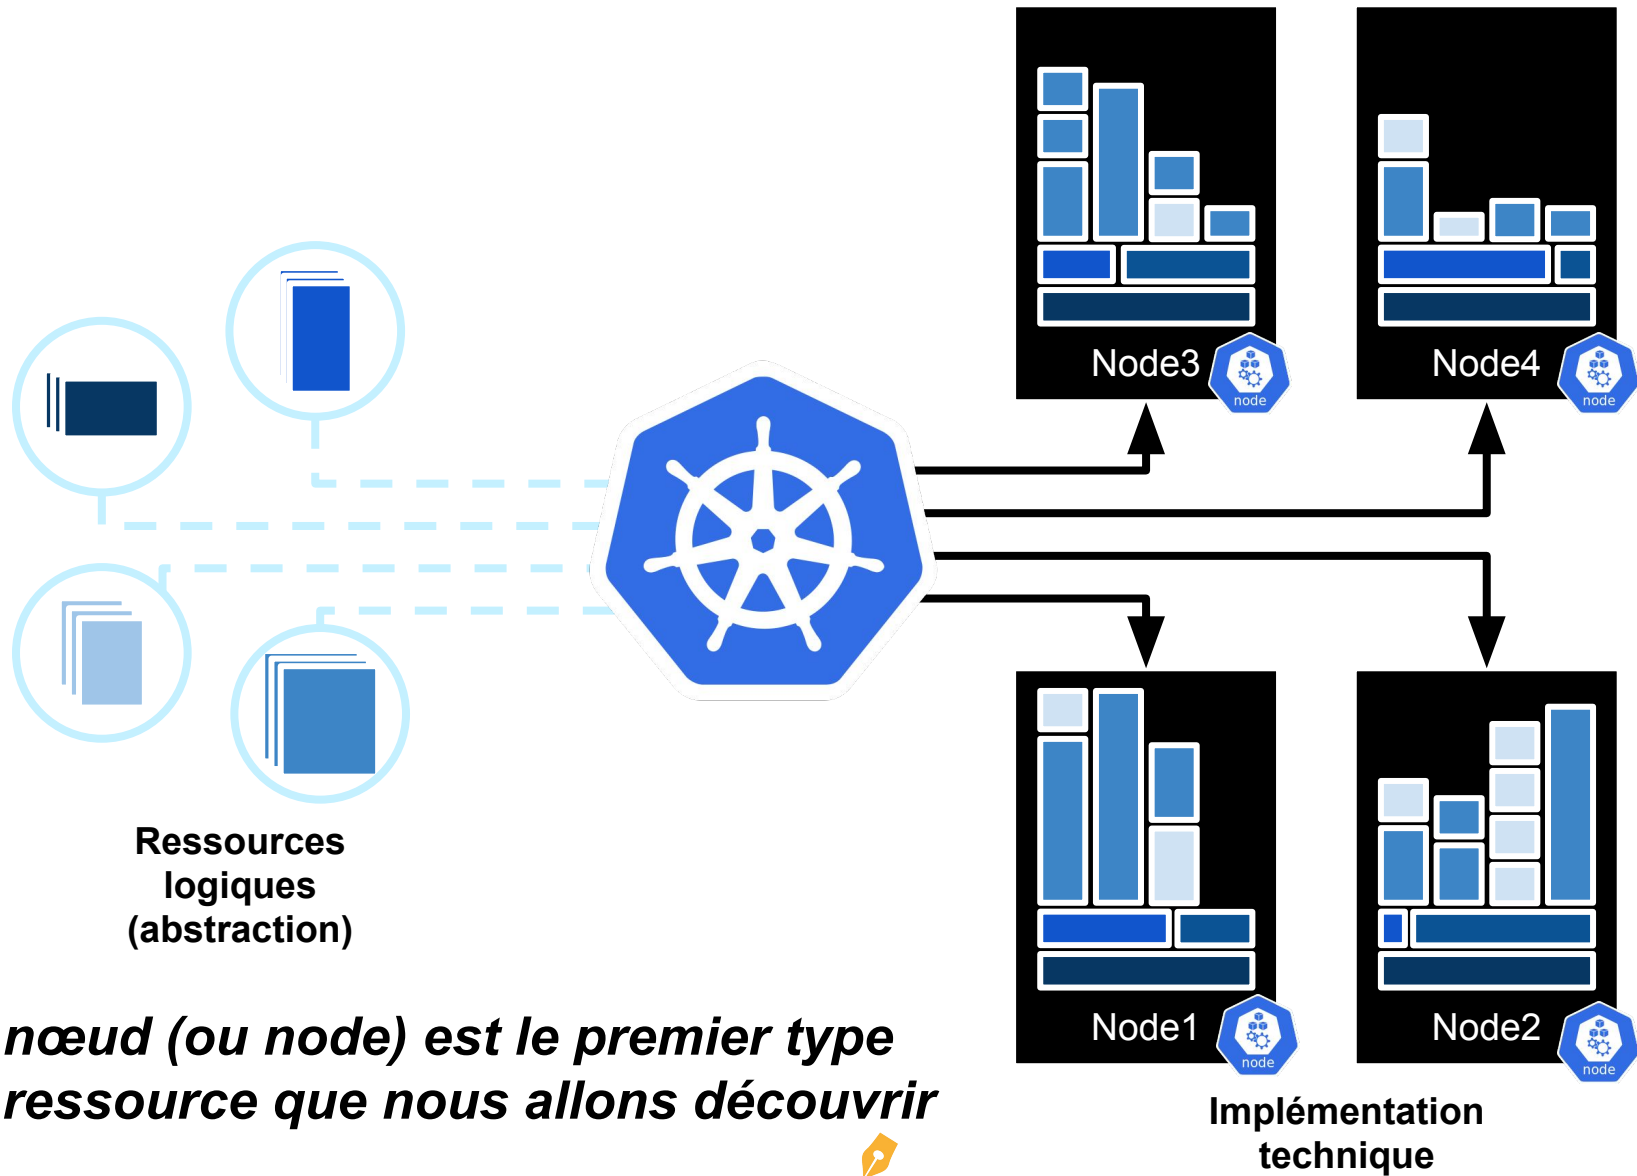 Node3
node
Node4
node
Ressources
logiques
(abstraction)
nœud (ou node) est le premier type
ressource que nous allons découvrir
Node1
node
Node2
node
Implémentation
technique